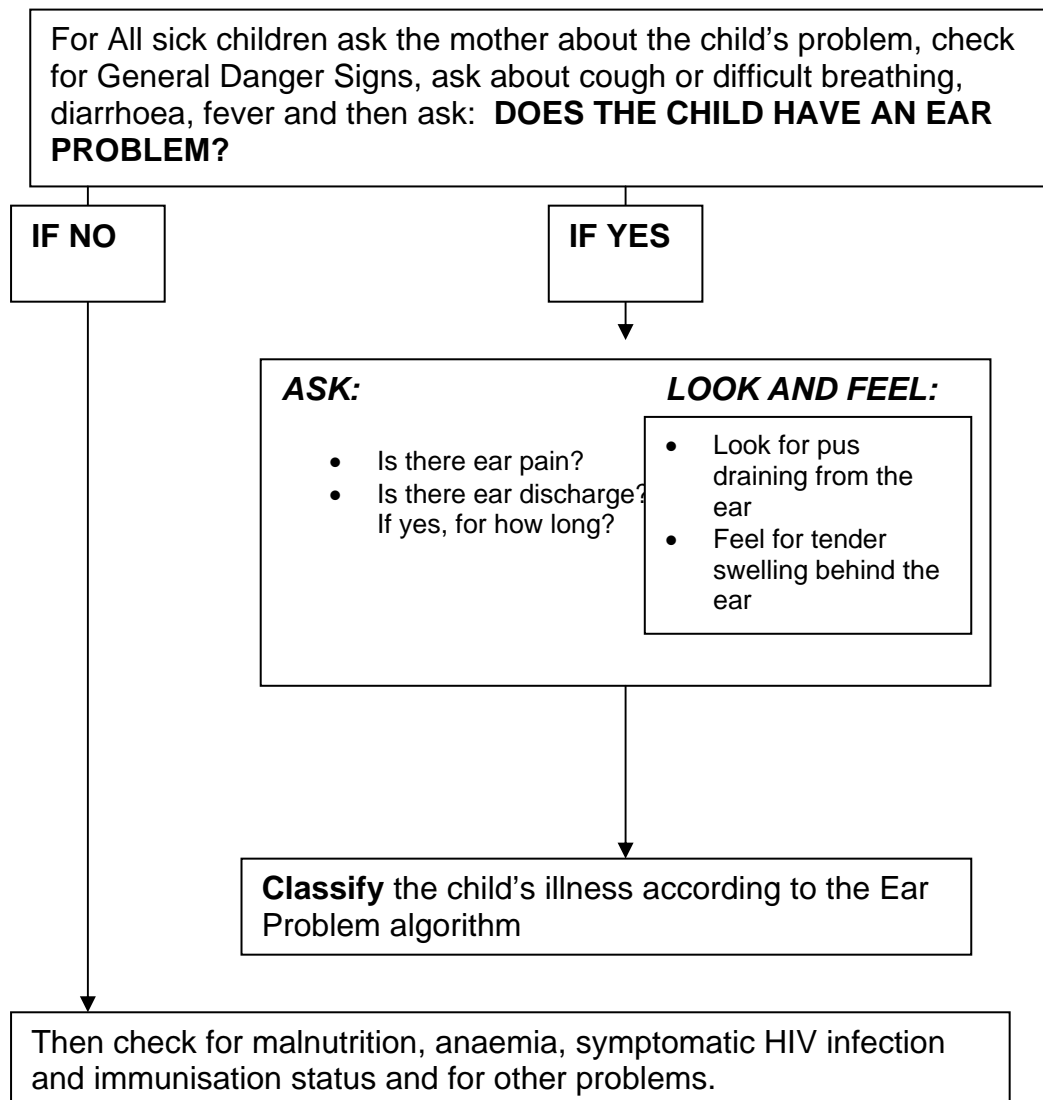 For All sick children ask the mother about the child’s problem, check
for General Danger Signs, ask about cough or difficult breathing,
diarrhoea, fever and then ask: DOES THE CHILD HAVE AN EAR
PROBLEM?
IF NO
IF YES
ASK:
• Is there ear pain?
• Is there ear discharge?
If yes, for how long?
LOOK AND FEEL:
• Look for pus
draining from the
ear
• Feel for tender
swelling behind the
ear
Classify the child’s illness according to the Ear
Problem algorithm
Then check for malnutrition, anaemia, symptomatic HIV infection
and immunisation status and for other problems.